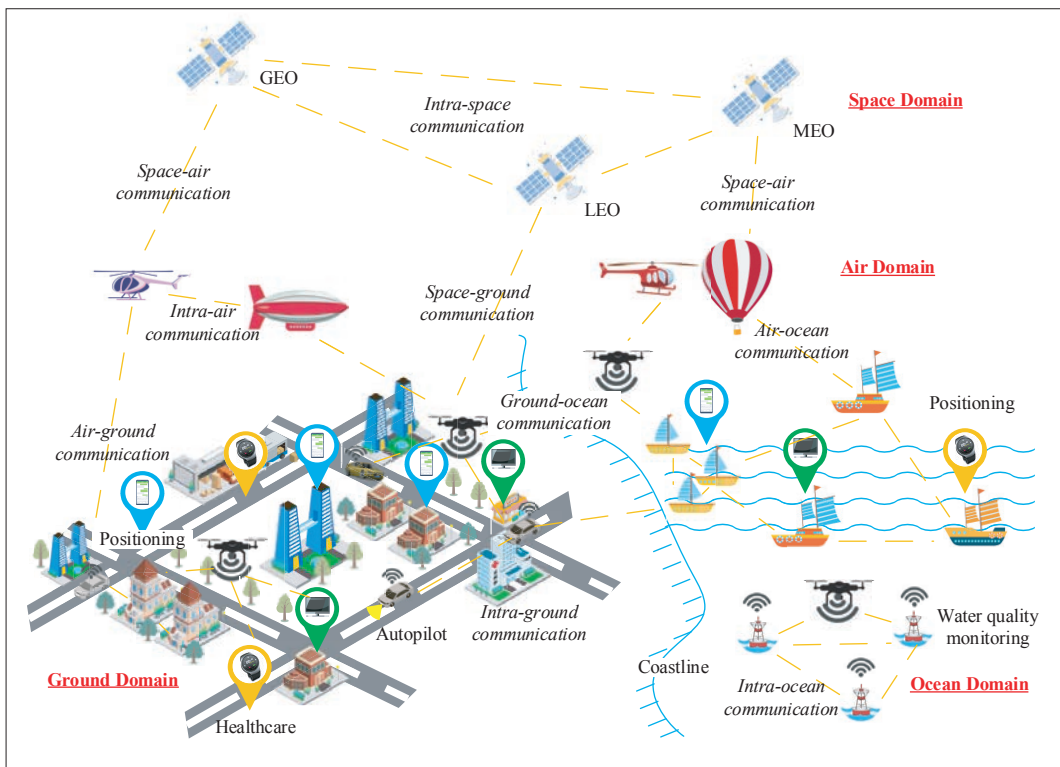 GEO
Intra-space
communication
MEO
Space Domain
Space-air
communication
LEO
Space-air
communication
Air Domain
Intra-air
communication
Space-ground
communication
Air-ocean
communication
Ground-ocean
communication
Positioning
Air-ground
communication
Positioning
Autopilot
Intra-ground
communication
Coastline
Water quality
monitoring
Ground Domain
Intra-ocean
communication
Ocean Domain
Healthcare